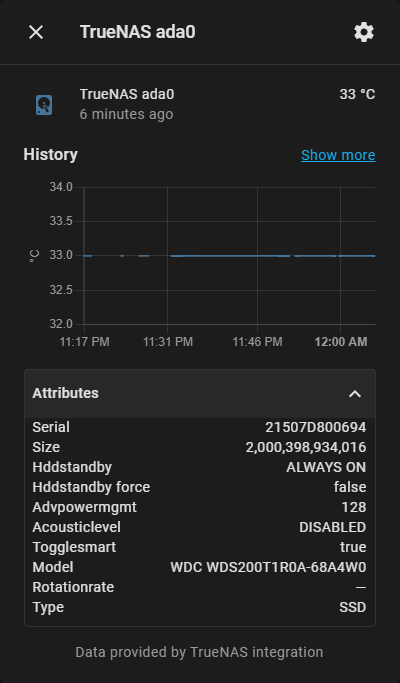 TrueNAS ada0
TrueNAS ada0 33 °C
6 minutes ago
History Show more
34.0
33.5
°C
33.0
32.5
32.0
11:17 PM 11:31 PM 11:46 PM 12:00 AM
Attributes
Serial 21507D800694
Size 2,000,398,934,016
Hddstandby ALWAYS ON
Hddstandby force false
Advpowermgmt 128
Acousticlevel DISABLED
Togglesmart true
Model WDC WDS200T1R0A-68A4W0
Rotationrate —
Type SSD
Data provided by TrueNAS integration